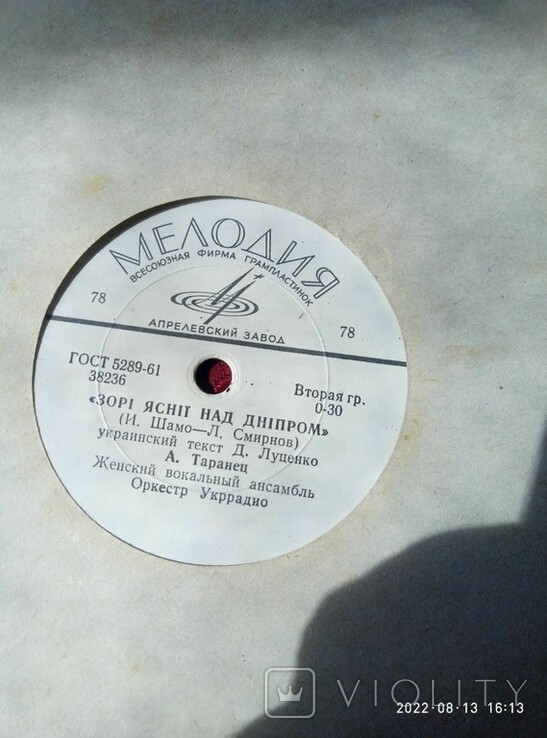 МЕЛОДИЯ
ВСЕСОЮЗНАЯ ФИРМА ГРАМПЛАСТИНОК
78
78
АПРЕЛЕВСКИЙ ЗАВОД
ГОСТ 5289-61
38236
Вторая гр.
0-30
«ЗОРІ ЯСНІЇ НАД ДНІПРОМ»
(И. Шамо—Л. Смирнов)
украинский текст Д. Луценко
А. Таранец
Женский вокальный ансамбль
Оркестр Укррадио
VIOLITY
2022-08-13 16:13